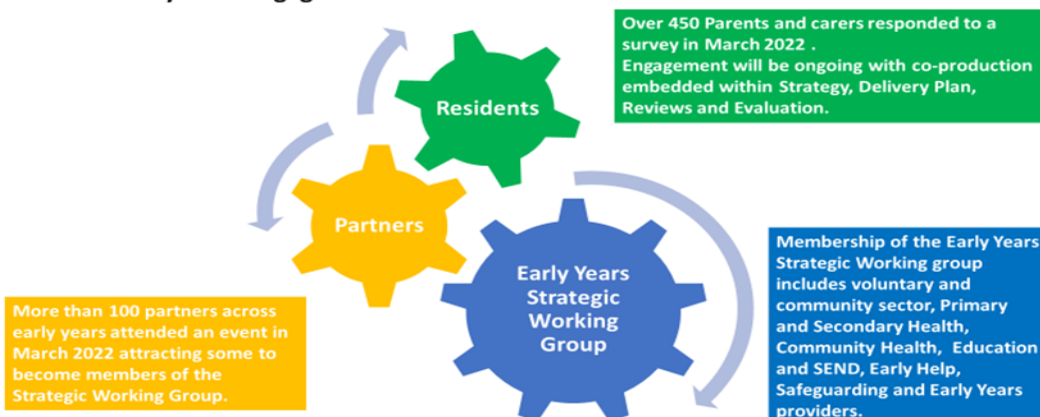 Over 450 Parents and carers responded to a
survey in March 2022 .
Engagement will be ongoing with co-production
embedded within Strategy, Delivery Plan,
Reviews and Evaluation.
Residents
Partners
Early Years
Strategic
Working
Group
Membership of the Early Years
Strategic Working group
includes voluntary and
community sector, Primary
and Secondary Health,
Community Health, Education
and SEND, Early Help,
Safeguarding and Early Years
providers.
More than 100 partners across
early years attended an event in
March 2022 attracting some to
become members of the
Strategic Working Group.